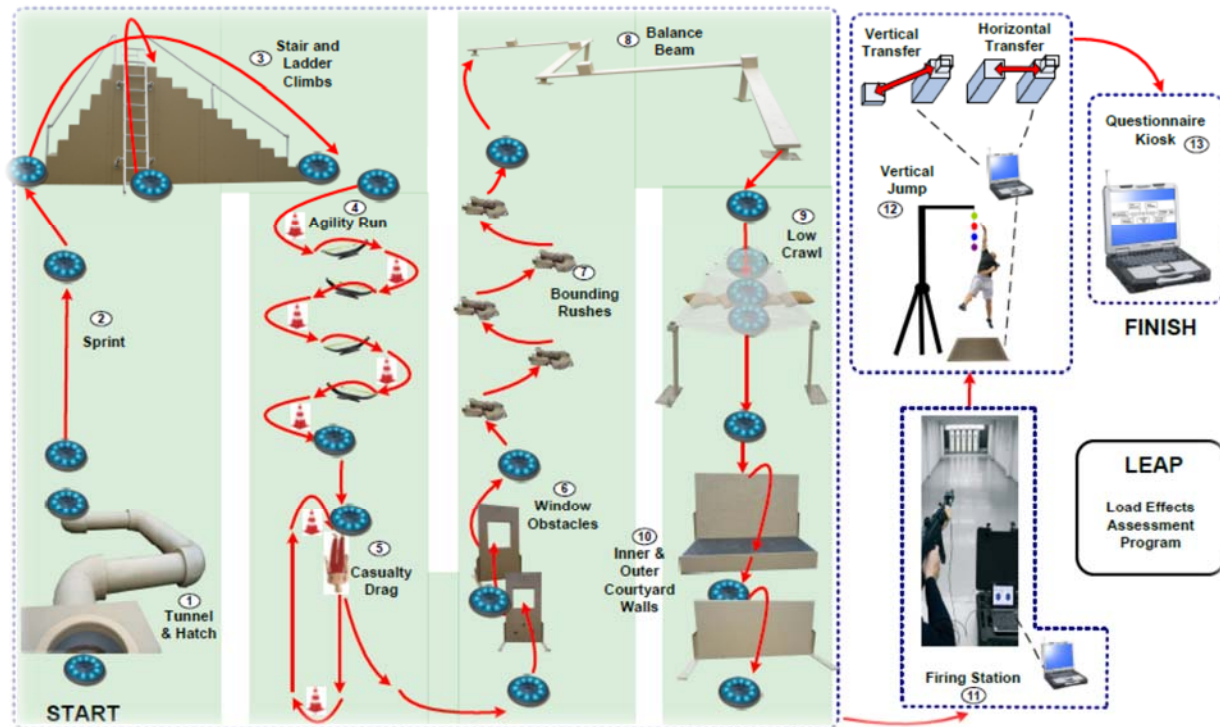 3
Stair and
Ladder
Climbs
8
Balance
Beam
Vertical
Transfer
Horizontal
Transfer
Questionnaire
Kiosk
13
Vertical
Jump
12
4
Agility Run
9
Low
Crawl
2
Sprint
7
Bounding
Rushes
FINISH
6
Window
Obstacles
5
Casualty
Drag
10
Inner &
Outer
Courtyard
Walls
LEAP
Load Effects
Assessment
Program
1
Tunnel
& Hatch
START
Firing Station
11